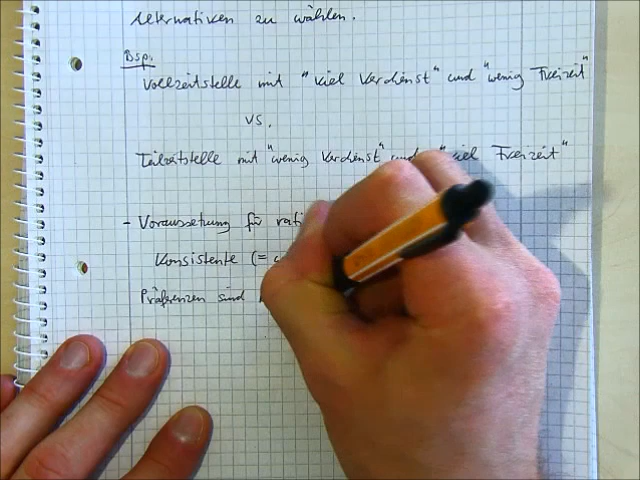 Alternativen zu wählen.
Bsp.
Vollzeitstelle mit "viel Verdienst" und "wenig Freizeit"
vs.
Teilzeitstelle mit "wenig Verdienst" und "viel Freizeit"
- Voraussetzung für rati
Konsistente (=
Präferenzen sind